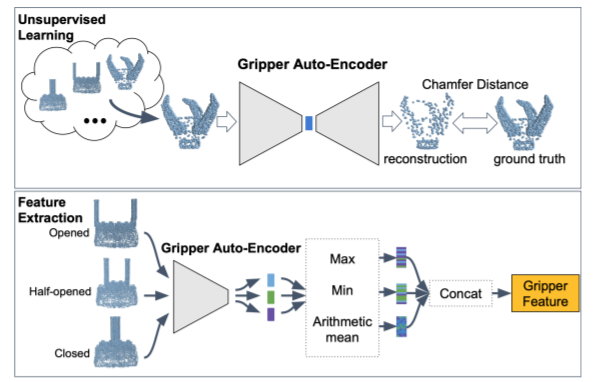 Unsupervised
Learning
Gripper Auto-Encoder
Chamfer Distance
reconstruction
ground truth
Feature
Extraction
Opened
Gripper Auto-Encoder
Half-opened
Closed
Max
Min
Arithmetic
mean
Concat
Gripper
Feature